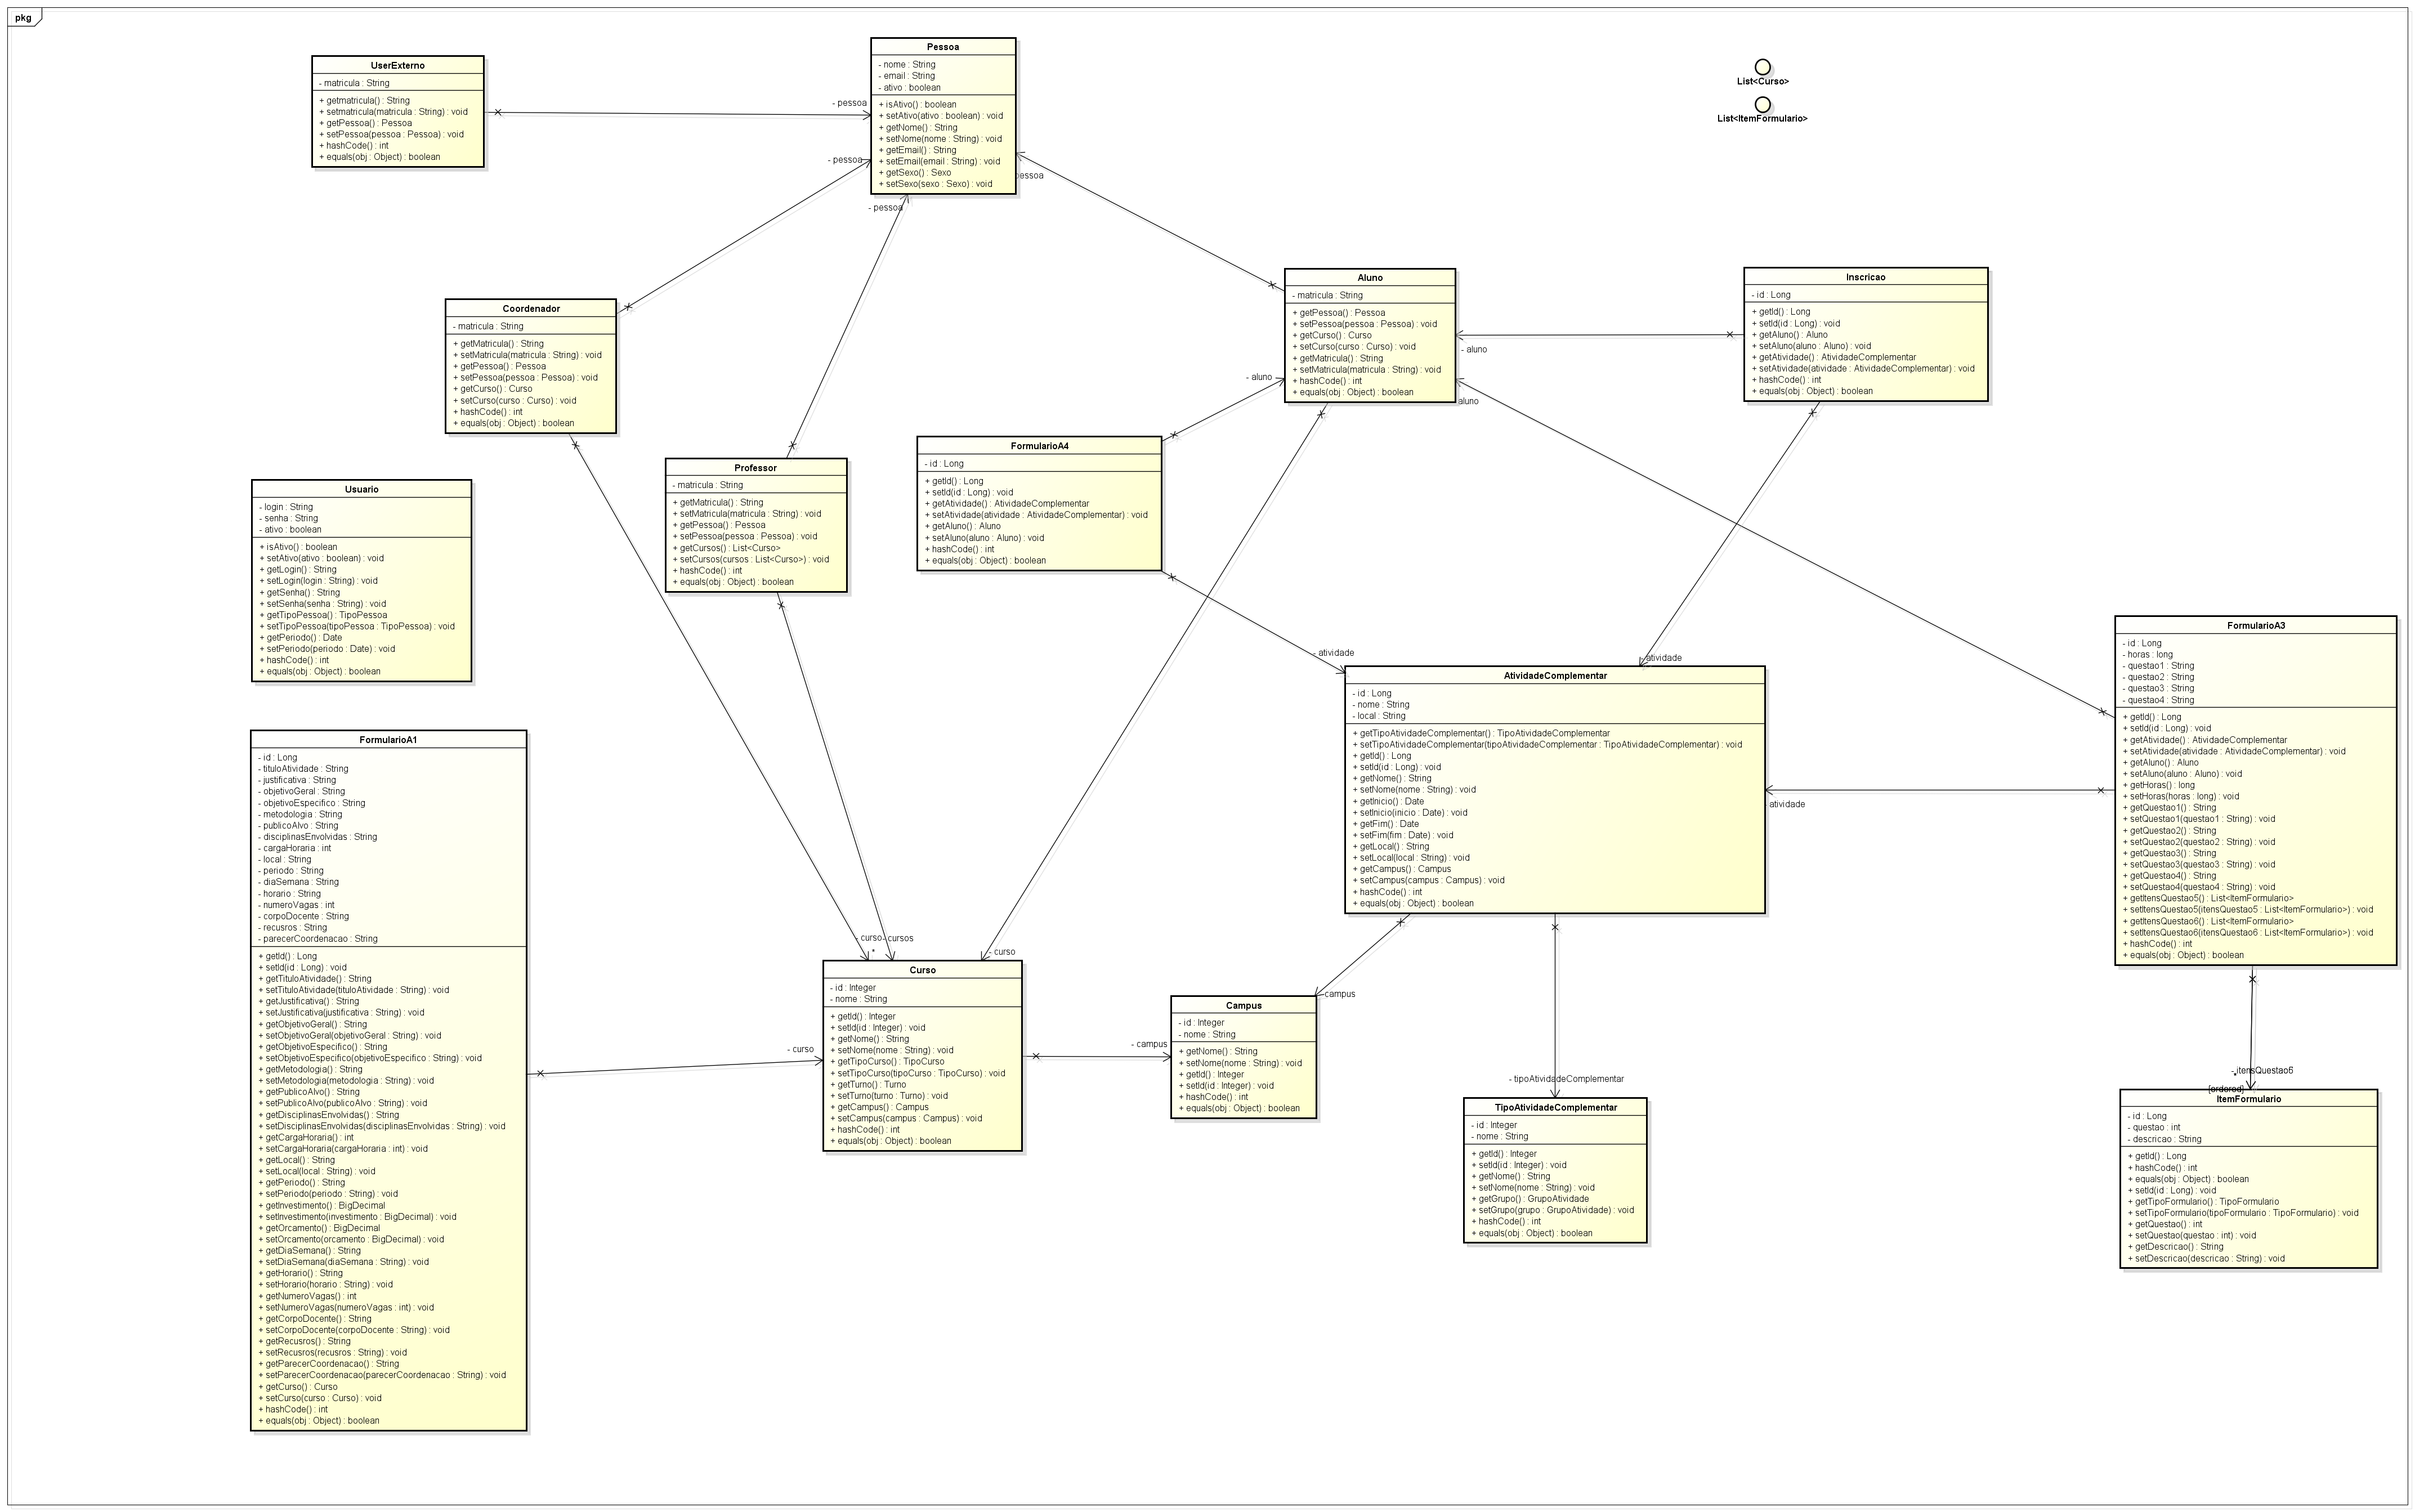 pkg
UserExterno
- matricula : String
+ getmatricula() : String
+ setmatricula(matricula : String) : void
+ getPessoa() : Pessoa
+ setPessoa(pessoa : Pessoa) : void
+ hashCode() : int
+ equals(obj : Object) : boolean
- pessoa
- pessoa
- pessoa
Pessoa
- nome : String
- email : String
- ativo : boolean
+ isAtivo() : boolean
+ setAtivo(ativo : boolean) : void
+ getNome() : String
+ setNome(nome : String) : void
+ getEmail() : String
+ setEmail(email : String) : void
+ getSexo() : Sexo
+ setSexo(sexo : Sexo) : void
pessoa
List<Curso>
List<ItemFormulario>
Coordenador
- matricula : String
+ getMatricula() : String
+ setMatricula(matricula : String) : void
+ getPessoa() : Pessoa
+ setPessoa(pessoa : Pessoa) : void
+ getCurso() : Curso
+ setCurso(curso : Curso) : void
+ hashCode() : int
+ equals(obj : Object) : boolean
Aluno
- matricula : String
+ getPessoa() : Pessoa
+ setPessoa(pessoa : Pessoa) : void
+ getCurso() : Curso
+ setCurso(curso : Curso) : void
+ getMatricula() : String
+ setMatricula(matricula : String) : void
+ hashCode() : int
+ equals(obj : Object) : boolean
- aluno
- aluno
aluno
Inscricao
- id : Long
+ getId() : Long
+ setId(id : Long) : void
+ getAluno() : Aluno
+ setAluno(aluno : Aluno) : void
+ getAtividade() : AtividadeComplementar
+ setAtividade(atividade : AtividadeComplementar) : void
+ hashCode() : int
+ equals(obj : Object) : boolean
Professor
- matricula : String
+ getMatricula() : String
+ setMatricula(matricula : String) : void
+ getPessoa() : Pessoa
+ setPessoa(pessoa : Pessoa) : void
+ getCursos() : List<Curso>
+ setCursos(cursos : List<Curso>) : void
+ hashCode() : int
+ equals(obj : Object) : boolean
FormularioA4
- id : Long
+ getId() : Long
+ setId(id : Long) : void
+ getAtividade() : AtividadeComplementar
+ setAtividade(atividade : AtividadeComplementar) : void
+ getAluno() : Aluno
+ setAluno(aluno : Aluno) : void
+ hashCode() : int
+ equals(obj : Object) : boolean
Usuario
- login : String
- senha : String
- ativo : boolean
+ isAtivo() : boolean
+ setAtivo(ativo : boolean) : void
+ getLogin() : String
+ setLogin(login : String) : void
+ getSenha() : String
+ setSenha(senha : String) : void
+ getTipoPessoa() : TipoPessoa
+ setTipoPessoa(tipoPessoa : TipoPessoa) : void
+ getPeriodo() : Date
+ setPeriodo(periodo : Date) : void
+ hashCode() : int
+ equals(obj : Object) : boolean
- atividade
- atividade
- atividade
AtividadeComplementar
- id : Long
- nome : String
- local : String
+ getTipoAtividadeComplementar() : TipoAtividadeComplementar
+ setTipoAtividadeComplementar(tipoAtividadeComplementar : TipoAtividadeComplementar) : void
+ getId() : Long
+ setId(id : Long) : void
+ getNome() : String
+ setNome(nome : String) : void
+ getInicio() : Date
+ setInicio(inicio : Date) : void
+ getFim() : Date
+ setFim(fim : Date) : void
+ getLocal() : String
+ setLocal(local : String) : void
+ getCampus() : Campus
+ setCampus(campus : Campus) : void
+ hashCode() : int
+ equals(obj : Object) : boolean
FormularioA3
- id : Long
- horas : long
- questao1 : String
- questao2 : String
- questao3 : String
- questao4 : String
+ getId() : Long
+ setId(id : Long) : void
+ getAtividade() : AtividadeComplementar
+ setAtividade(atividade : AtividadeComplementar) : void
+ getAluno() : Aluno
+ setAluno(aluno : Aluno) : void
+ getHoras() : long
+ setHoras(horas : long) : void
+ getQuestao1() : String
+ setQuestao1(questao1 : String) : void
+ getQuestao2() : String
+ setQuestao2(questao2 : String) : void
+ getQuestao3() : String
+ setQuestao3(questao3 : String) : void
+ getQuestao4() : String
+ setQuestao4(questao4 : String) : void
+ getItensQuestao5() : List<ItemFormulario>
+ setItensQuestao5(itensQuestao5 : List<ItemFormulario>) : void
+ getItensQuestao6() : List<ItemFormulario>
+ setItensQuestao6(itensQuestao6 : List<ItemFormulario>) : void
+ hashCode() : int
+ equals(obj : Object) : boolean
FormularioA1
- id : Long
- tituloAtividade : String
- justificativa : String
- objetivoGeral : String
- objetivoEspecifico : String
- metodologia : String
- publicoAlvo : String
- disciplinasEnvolvidas : String
- cargaHoraria : int
- local : String
- periodo : String
- diaSemana : String
- horario : String
- numeroVagas : int
- corpoDocente : String
- recusros : String
- parecerCoordenacao : String
+ getId() : Long
+ setId(id : Long) : void
+ getTituloAtividade() : String
+ setTituloAtividade(tituloAtividade : String) : void
+ getJustificativa() : String
+ setJustificativa(justificativa : String) : void
+ getObjetivoGeral() : String
+ setObjetivoGeral(objetivoGeral : String) : void
+ getObjetivoEspecifico() : String
+ setObjetivoEspecifico(objetivoEspecifico : String) : void
+ getMetodologia() : String
+ setMetodologia(metodologia : String) : void
+ getPublicoAlvo() : String
+ setPublicoAlvo(publicoAlvo : String) : void
+ getDisciplinasEnvolvidas() : String
+ setDisciplinasEnvolvidas(disciplinasEnvolvidas : String) : void
+ getCargaHoraria() : int
+ setCargaHoraria(cargaHoraria : int) : void
+ getLocal() : String
+ setLocal(local : String) : void
+ getPeriodo() : String
+ setPeriodo(periodo : String) : void
+ getInvestimento() : BigDecimal
+ setInvestimento(investimento : BigDecimal) : void
+ getOrcamento() : BigDecimal
+ setOrcamento(orcamento : BigDecimal) : void
+ getDiaSemana() : String
+ setDiaSemana(diaSemana : String) : void
+ getHorario() : String
+ setHorario(horario : String) : void
+ getNumeroVagas() : int
+ setNumeroVagas(numeroVagas : int) : void
+ getCorpoDocente() : String
+ setCorpoDocente(corpoDocente : String) : void
+ getRecusros() : String
+ setRecusros(recusros : String) : void
+ getParecerCoordenacao() : String
+ setParecerCoordenacao(parecerCoordenacao : String) : void
+ getCurso() : Curso
+ setCurso(curso : Curso) : void
+ hashCode() : int
+ equals(obj : Object) : boolean
- curso
- curso
cursos
*
- curso
Curso
- id : Integer
- nome : String
+ getId() : Integer
+ setId(id : Integer) : void
+ getNome() : String
+ setNome(nome : String) : void
+ getTipoCurso() : TipoCurso
+ setTipoCurso(tipoCurso : TipoCurso) : void
+ getTurno() : Turno
+ setTurno(turno : Turno) : void
+ getCampus() : Campus
+ setCampus(campus : Campus) : void
+ hashCode() : int
+ equals(obj : Object) : boolean
- campus
- campus
Campus
- id : Integer
- nome : String
+ getNome() : String
+ setNome(nome : String) : void
+ getId() : Integer
+ setId(id : Integer) : void
+ hashCode() : int
+ equals(obj : Object) : boolean
- tipoAtividadeComplementar
TipoAtividadeComplementar
- id : Integer
- nome : String
+ getId() : Integer
+ setId(id : Integer) : void
+ getNome() : String
+ setNome(nome : String) : void
+ getGrupo() : GrupoAtividade
+ setGrupo(grupo : GrupoAtividade) : void
+ hashCode() : int
+ equals(obj : Object) : boolean
- itensQuestao6
*
{ordered}
ItemFormulario
- id : Long
- questao : int
- descricao : String
+ getId() : Long
+ hashCode() : int
+ equals(obj : Object) : boolean
+ setId(id : Long) : void
+ getTipoFormulario() : TipoFormulario
+ setTipoFormulario(tipoFormulario : TipoFormulario) : void
+ getQuestao() : int
+ setQuestao(questao : int) : void
+ getDescricao() : String
+ setDescricao(descricao : String) : void